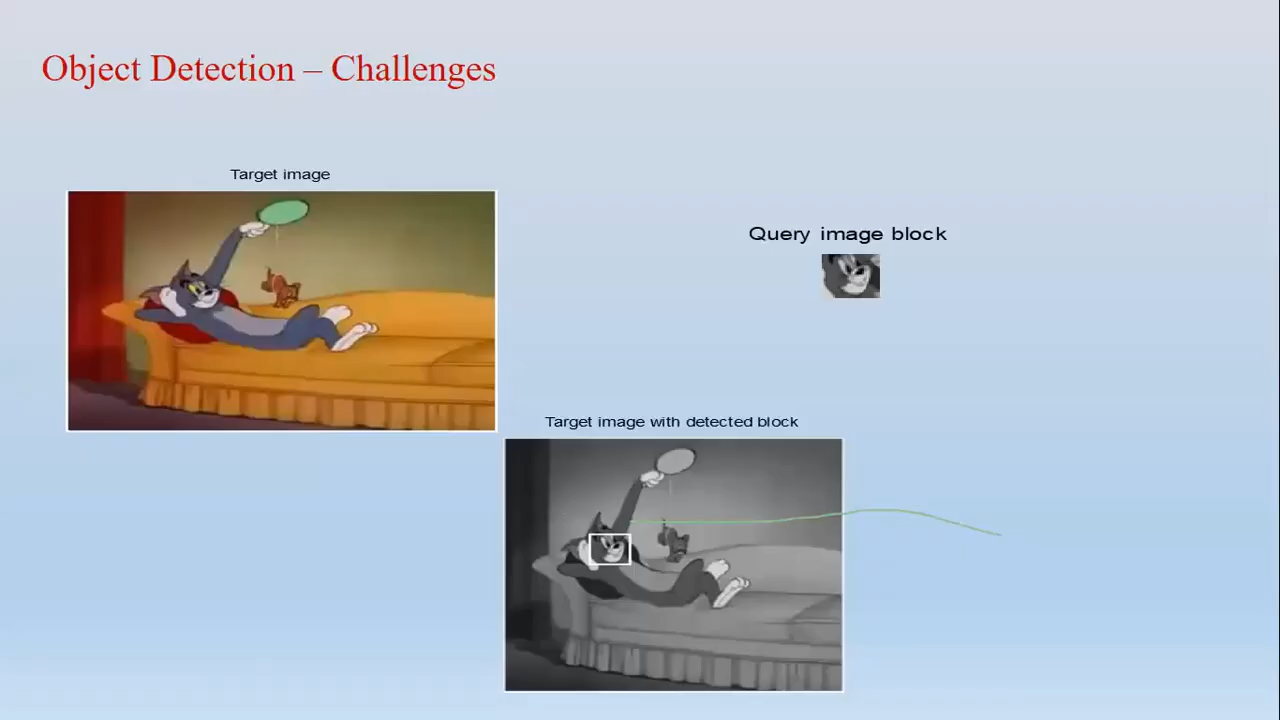 Object Detection – Challenges
Target image
Query image block
Target image with detected block